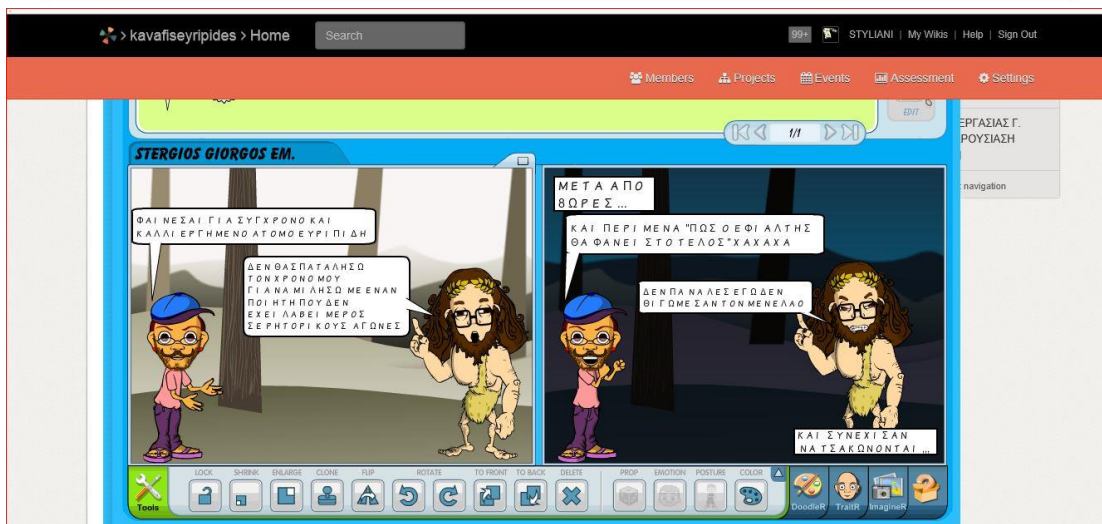 > kavafiseyripides > Home
Search
99+
STYLIANI | My Wikis | Help | Sign Out
Members
Projects
Events
Assessment
Settings
EDIT
1/1
ΕΡΓΑΣΙΑΣ Γ.
ΡΟΥΣΙΑΣΗ
navigation
STERGIOS GIORGOS EM.
ΦΑΙΝΕΣΑΙ ΓΙΑ ΣΥΓΧΡΟΝΟ ΚΑΙ
ΚΑΛΛΙΕΡΓΗΜΕΝΟ ΑΤΟΜΟ ΕΥΡΙΠΙΔΗ
ΔΕΝ ΘΑ ΣΠΑΤΑΛΗΣΩ
ΤΟΝ ΧΡΟΝΟ ΜΟΥ
ΓΙΑ ΝΑ ΜΙΛΗΣΩ ΜΕ ΕΝΑΝ
ΠΟΙΗΤΗ ΠΟΥ ΔΕΝ
ΕΧΕΙ ΛΑΒΕΙ ΜΕΡΟΣ
ΣΕ ΡΗΤΟΡΙΚΟΥΣ ΑΓΩΝΕΣ
ΜΕΤΑ ΑΠΟ
8 ΩΡΕΣ ...
ΚΑΙ ΠΕΡΙΜΕΝΑ "ΠΩΣ Ο ΕΦΙΑΛΤΗΣ
ΘΑ ΦΑΝΕΙ ΣΤΟ ΤΕΛΟΣ" ΧΑΧΑΧΑ
ΔΕΝ ΠΑ ΝΑ ΛΕΣ ΕΓΩ ΔΕΝ
ΘΙΓΩΜΕ ΣΑΝ ΤΟΝ ΜΕΝΕΛΑΟ
ΚΑΙ ΣΥΝΕΧΙΣΑΝ
ΝΑ ΤΣΑΚΩΝΟΝΤΑΙ ...
Tools
LOCK
SHRINK
ENLARGE
CLONE
FLIP
ROTATE
TO FRONT
TO BACK
DELETE
PROP
EMOTION
POSTURE
COLOR
DoodleR
TraitR
ImagineR